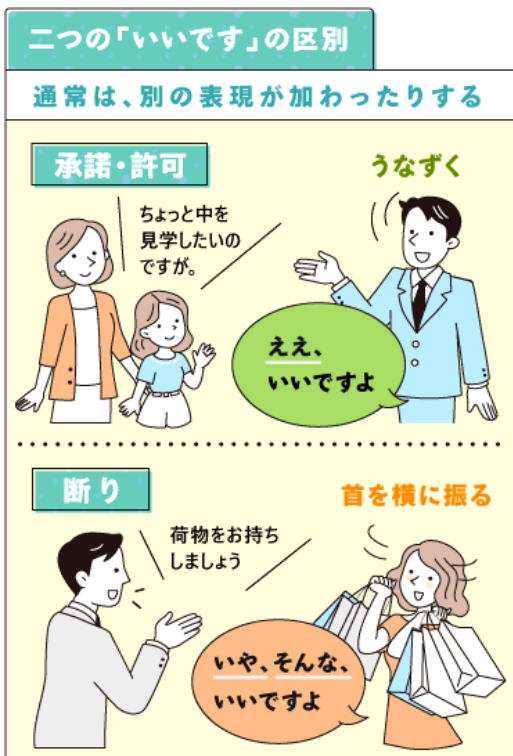 二つの「いいです」の区別
通常は、別の表現が加わったりする
承諾・許可
うなずく
ちょっと中を
見学したいの
ですが。
ええ、
いいですよ
断り
首を横に振る
荷物をお持ち
しましょう
いや、そんな、
いいですよ